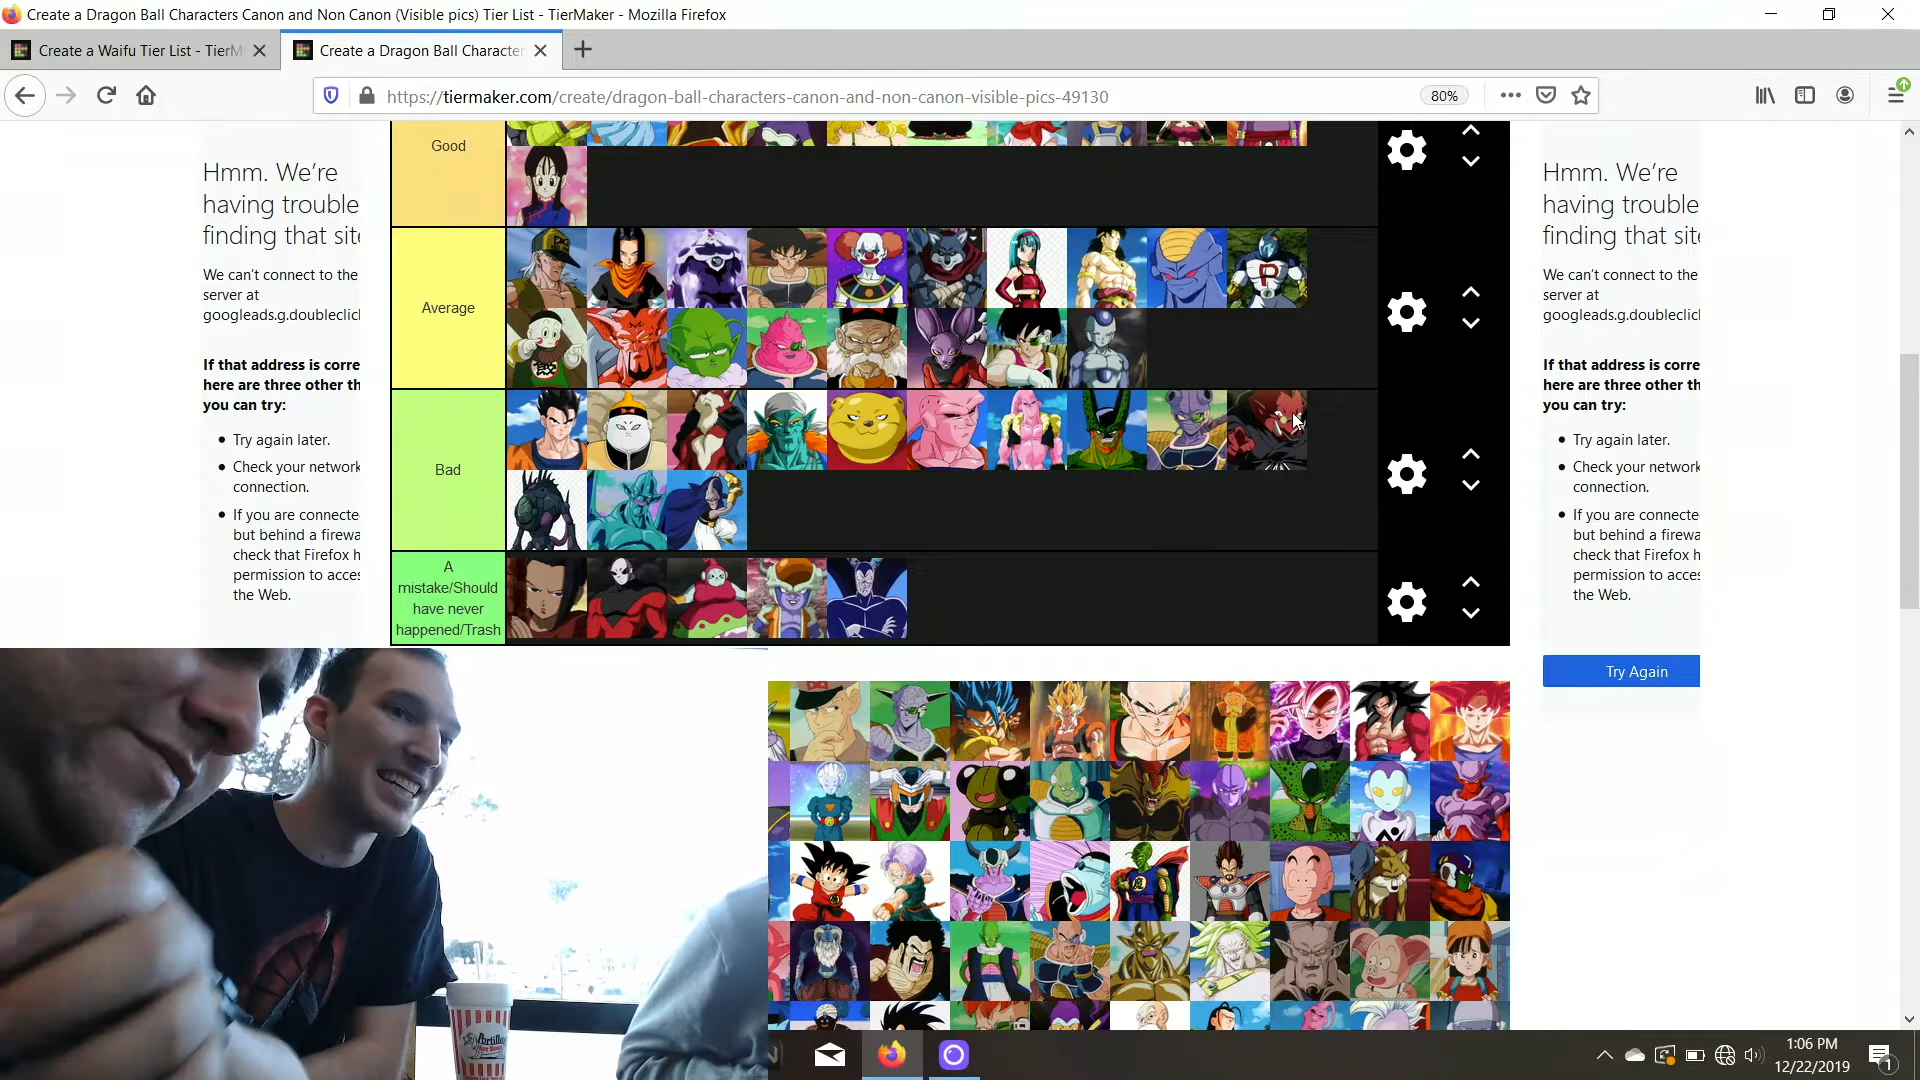 Create a Dragon Ball Characters Canon and Non Canon (Visible pics) Tier List - TierMaker - Mozilla Firefox
Create a Waifu Tier List - TierM
Create a Dragon Ball Character
https://tiermaker.com/create/dragon-ball-characters-canon-and-non-canon-visible-pics-49130
80%
Hmm. We're
having trouble
finding that site
We can't connect to the
server at
googleads.g.doubleclic
If that address is corre
here are three other th
you can try:
Try again later.
Check your network
connection.
If you are connecte
but behind a firewa
check that Firefox h
permission to acces
the Web.
Good
Average
Bad
A
mistake/Should
have never
happened/Trash
Hmm. We're
having trouble
finding that site
We can't connect to the
server at
googleads.g.doubleclic
If that address is corre
here are three other th
you can try:
Try again later.
Check your network
connection.
If you are connecte
but behind a firewa
check that Firefox h
permission to acces
the Web.
Try Again
Portillo's
Hot Dogs
1:06 PM
12/22/2019
1